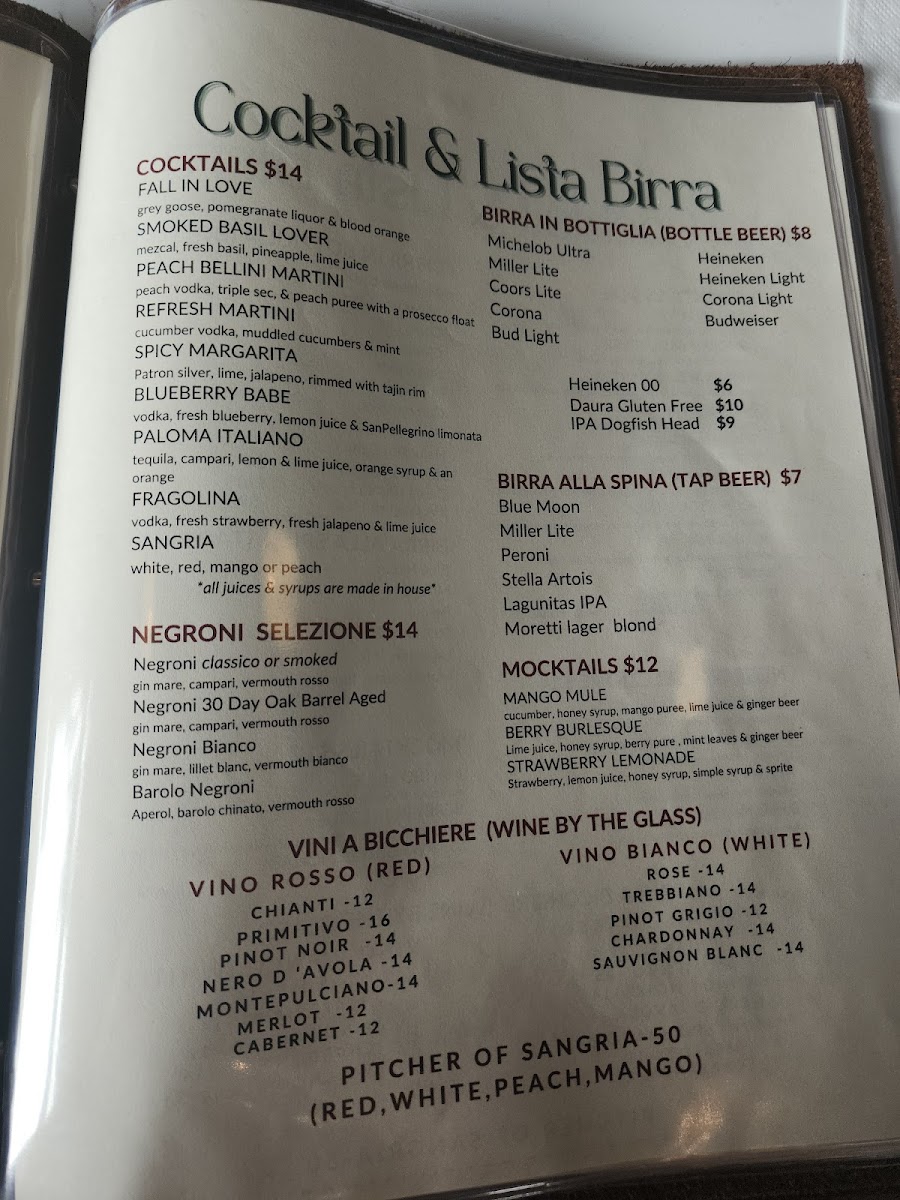 Cocktail & Lista Birra
COCKTAILS $14
FALL IN LOVE
grey goose, pomegranate liquor & blood orange
SMOKED BASIL LOVER
mezcal, fresh basil, pineapple, lime juice
PEACH BELLINI MARTINI
peach vodka, triple sec, & peach puree with a prosecco float
REFRESH MARTINI
cucumber vodka, muddled cucumbers & mint
SPICY MARGARITA
Patron silver, lime, jalapeno, rimmed with tajin rim
BLUEBERRY BABE
vodka, fresh blueberry, lemon juice & SanPellegrino limonata
PALOMA ITALIANO
tequila, campari, lemon & lime juice, orange syrup & an
orange
FRAGOLINA
vodka, fresh strawberry, fresh jalapeno & lime juice
SANGRIA
white, red, mango or peach
*all juices & syrups are made in house*
NEGRONI SELEZIONE $14
Negroni classico or smoked
gin mare, campari, vermouth rosso
Negroni 30 Day Oak Barrel Aged
gin mare, campari, vermouth rosso
Negroni Bianco
gin mare, lillet blanc, vermouth bianco
Barolo Negroni
Aperol, barolo chinato, vermouth rosso
BIRRA IN BOTTIGLIA (BOTTLE BEER) $8
Michelob Ultra
Miller Lite
Coors Lite
Corona
Bud Light
Heineken
Heineken Light
Corona Light
Budweiser
Heineken 00 $6
Daura Gluten Free $10
IPA Dogfish Head $9
BIRRA ALLA SPINA (TAP BEER) $7
Blue Moon
Miller Lite
Peroni
Stella Artois
Lagunitas IPA
Moretti lager blond
MOCKTAILS $12
MANGO MULE
cucumber, honey syrup, mango puree, lime juice & ginger beer
BERRY BURLESQUE
Lime juice, honey syrup, berry pure , mint leaves & ginger beer
STRAWBERRY LEMONADE
Strawberry, lemon juice, honey syrup, simple syrup & sprite
VINI A BICCHIERE (WINE BY THE GLASS)
VINO ROSSO (RED)
CHIANTI -12
PRIMITIVO -16
PINOT NOIR -14
NERO D 'AVOLA -14
MONTEPULCIANO-14
MERLOT -12
CABERNET -12
VINO BIANCO (WHITE)
ROSE -14
TREBBIANO -14
PINOT GRIGIO -12
CHARDONNAY -14
SAUVIGNON BLANC -14
PITCHER OF SANGRIA-50
(RED,WHITE,PEACH,MANGO)